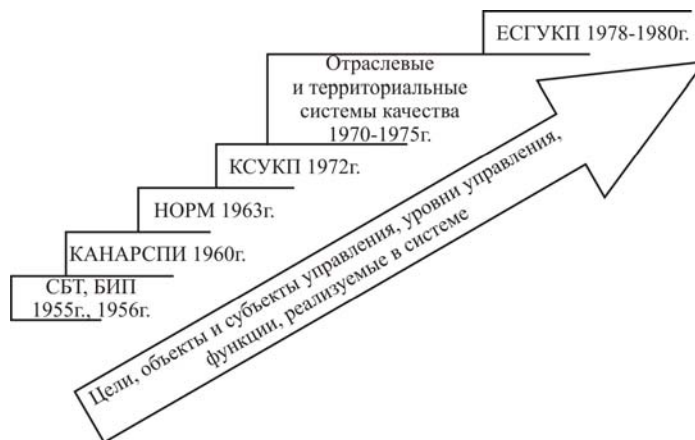 ЕСГУКП 1978-1980г.
Отраслевые
и территориальные
системы качества
1970-1975г.
КСУКП 1972г.
НОРМ 1963г.
КАНАРСПИ 1960г.
СБТ, БИП
1955г., 1956г.
Цели, объекты и субъекты управления, уровни управления,
функции, реализуемые в системе